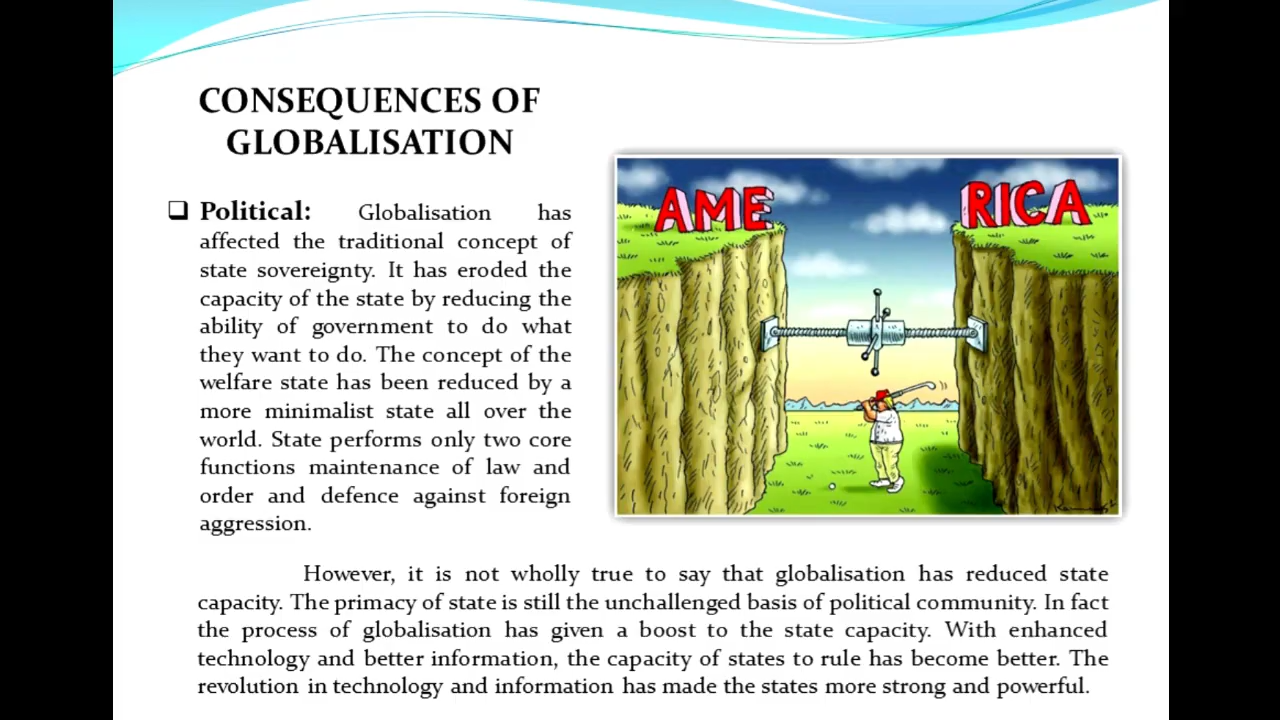 CONSEQUENCES OF
GLOBALISATION
❑ Political: Globalisation has
affected the traditional concept of
state sovereignty. It has eroded the
capacity of the state by reducing the
ability of government to do what
they want to do. The concept of the
welfare state has been reduced by a
more minimalist state all over the
world. State performs only two core
functions maintenance of law and
order and defence against foreign
aggression.
AME RICA
However, it is not wholly true to say that globalisation has reduced state
capacity. The primacy of state is still the unchallenged basis of political community. In fact
the process of globalisation has given a boost to the state capacity. With enhanced
technology and better information, the capacity of states to rule has become better. The
revolution in technology and information has made the states more strong and powerful.